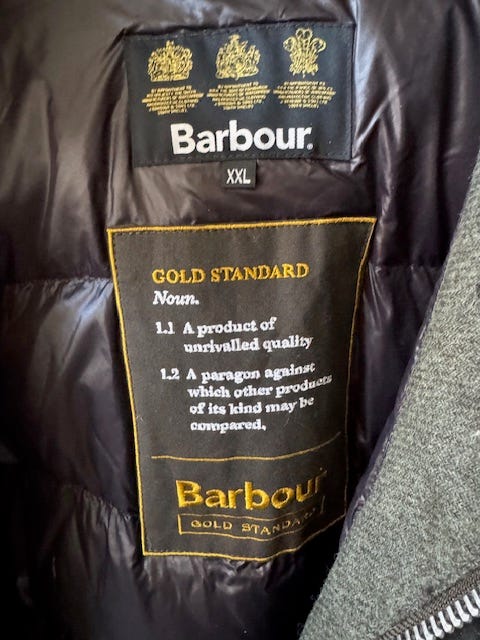 Barbour.
XXL
GOLD STANDARD
Noun.
1.1 A product of
unrivalled quality
1.2 A paragon against
which other products
of its kind may be
compared.
Barbour
GOLD STANDARD